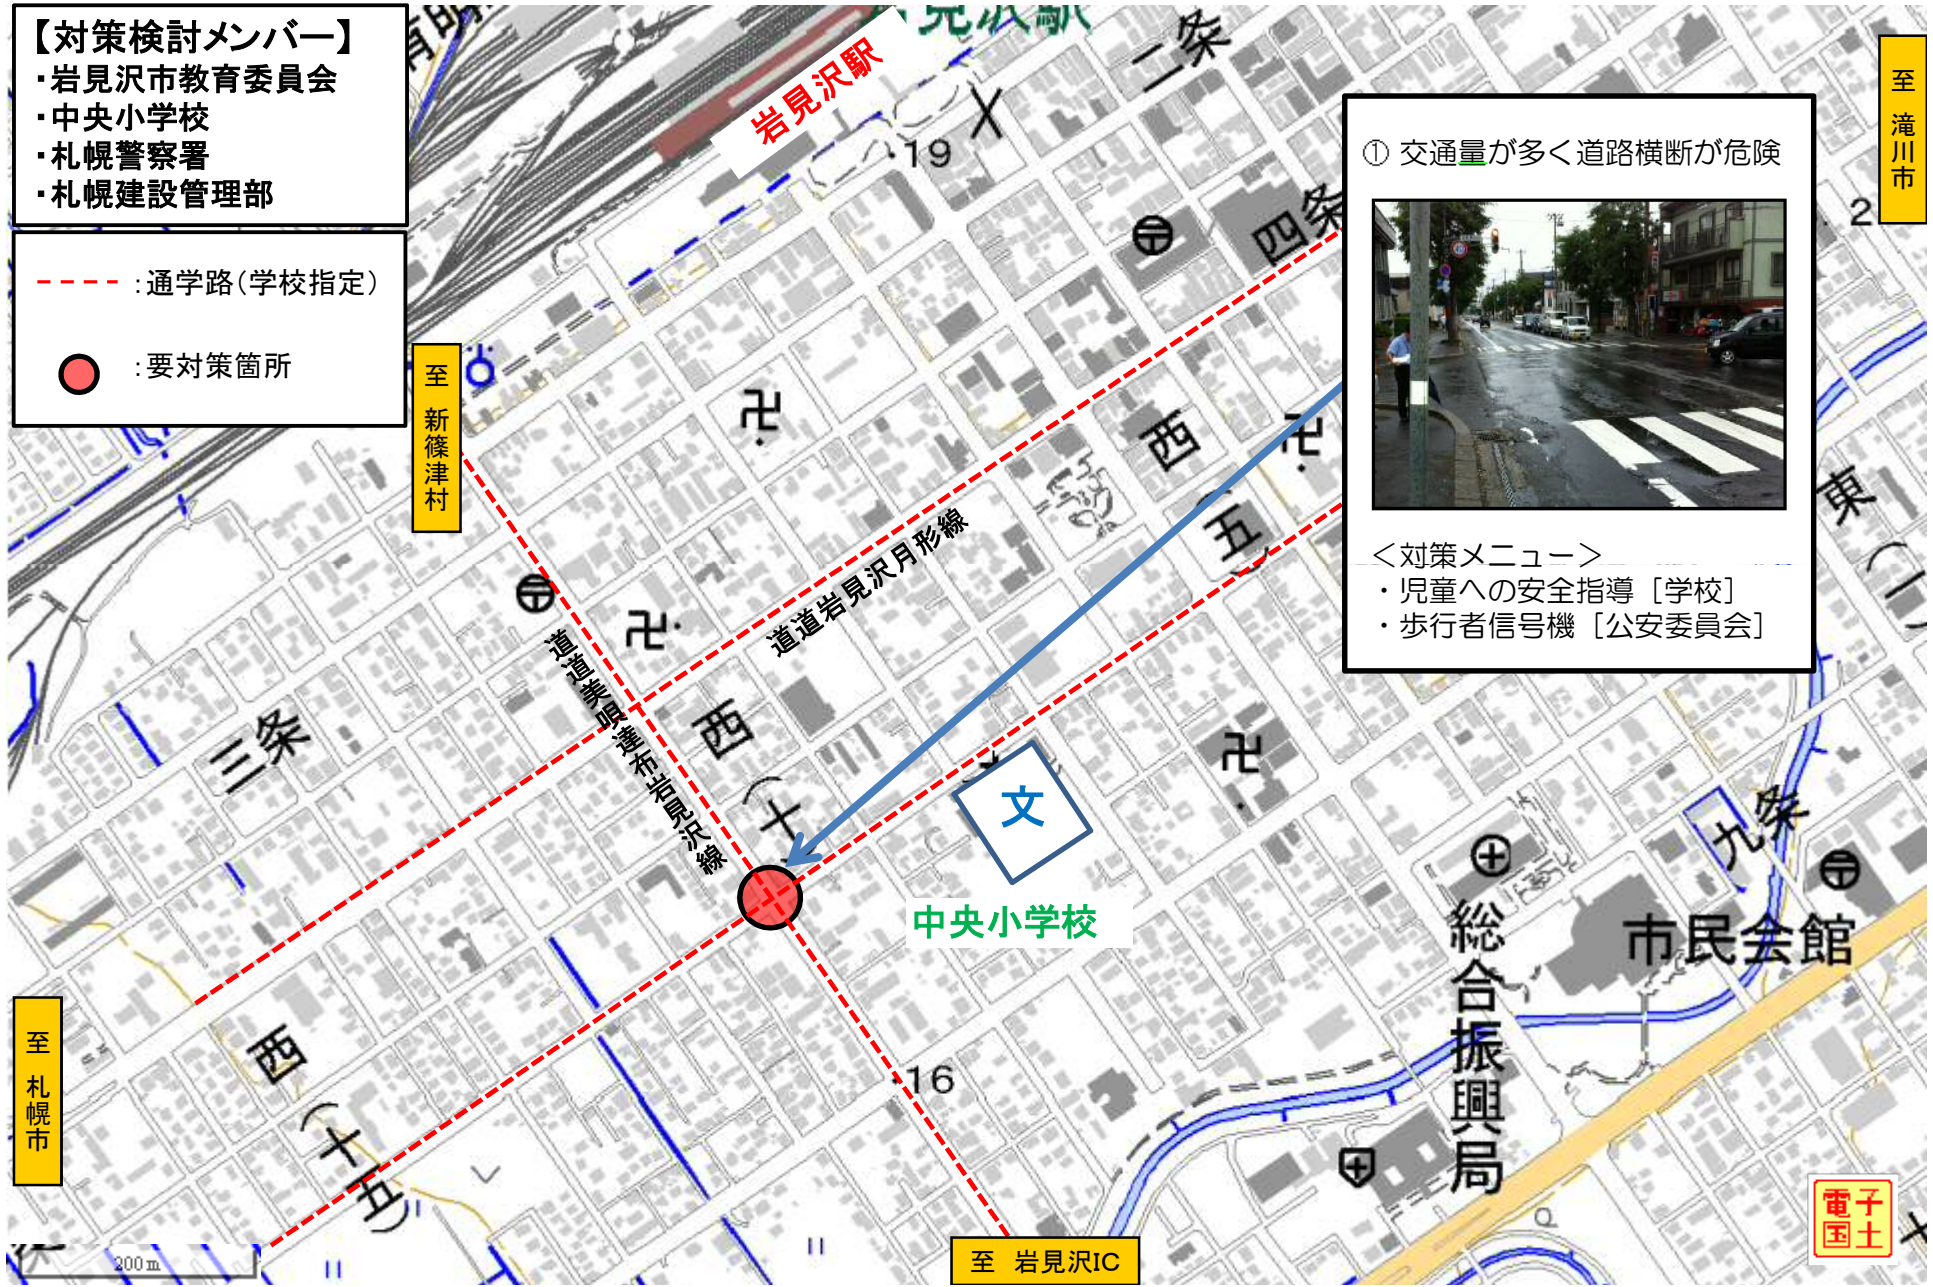 【対策検討メンバー】
・岩見沢市教育委員会
・中央小学校
・札幌警察署
・札幌建設管理部
:通学路(学校指定)
:要対策箇所
岩見沢駅
二条
・19
四条
至 滝川市
2
① 交通量が多く道路横断が危険
<対策メニュー>
・児童への安全指導 [学校]
・歩行者信号機 [公安委員会]
至 新篠津村
西(五)
東(一
道道岩見沢月形線
道道美唄達布岩見沢線
三条
西(十
文
中央小学校
九条
市民会館
総合振興局
・16
至 札幌市
西(十五)
200m
至 岩見沢IC
電子国土